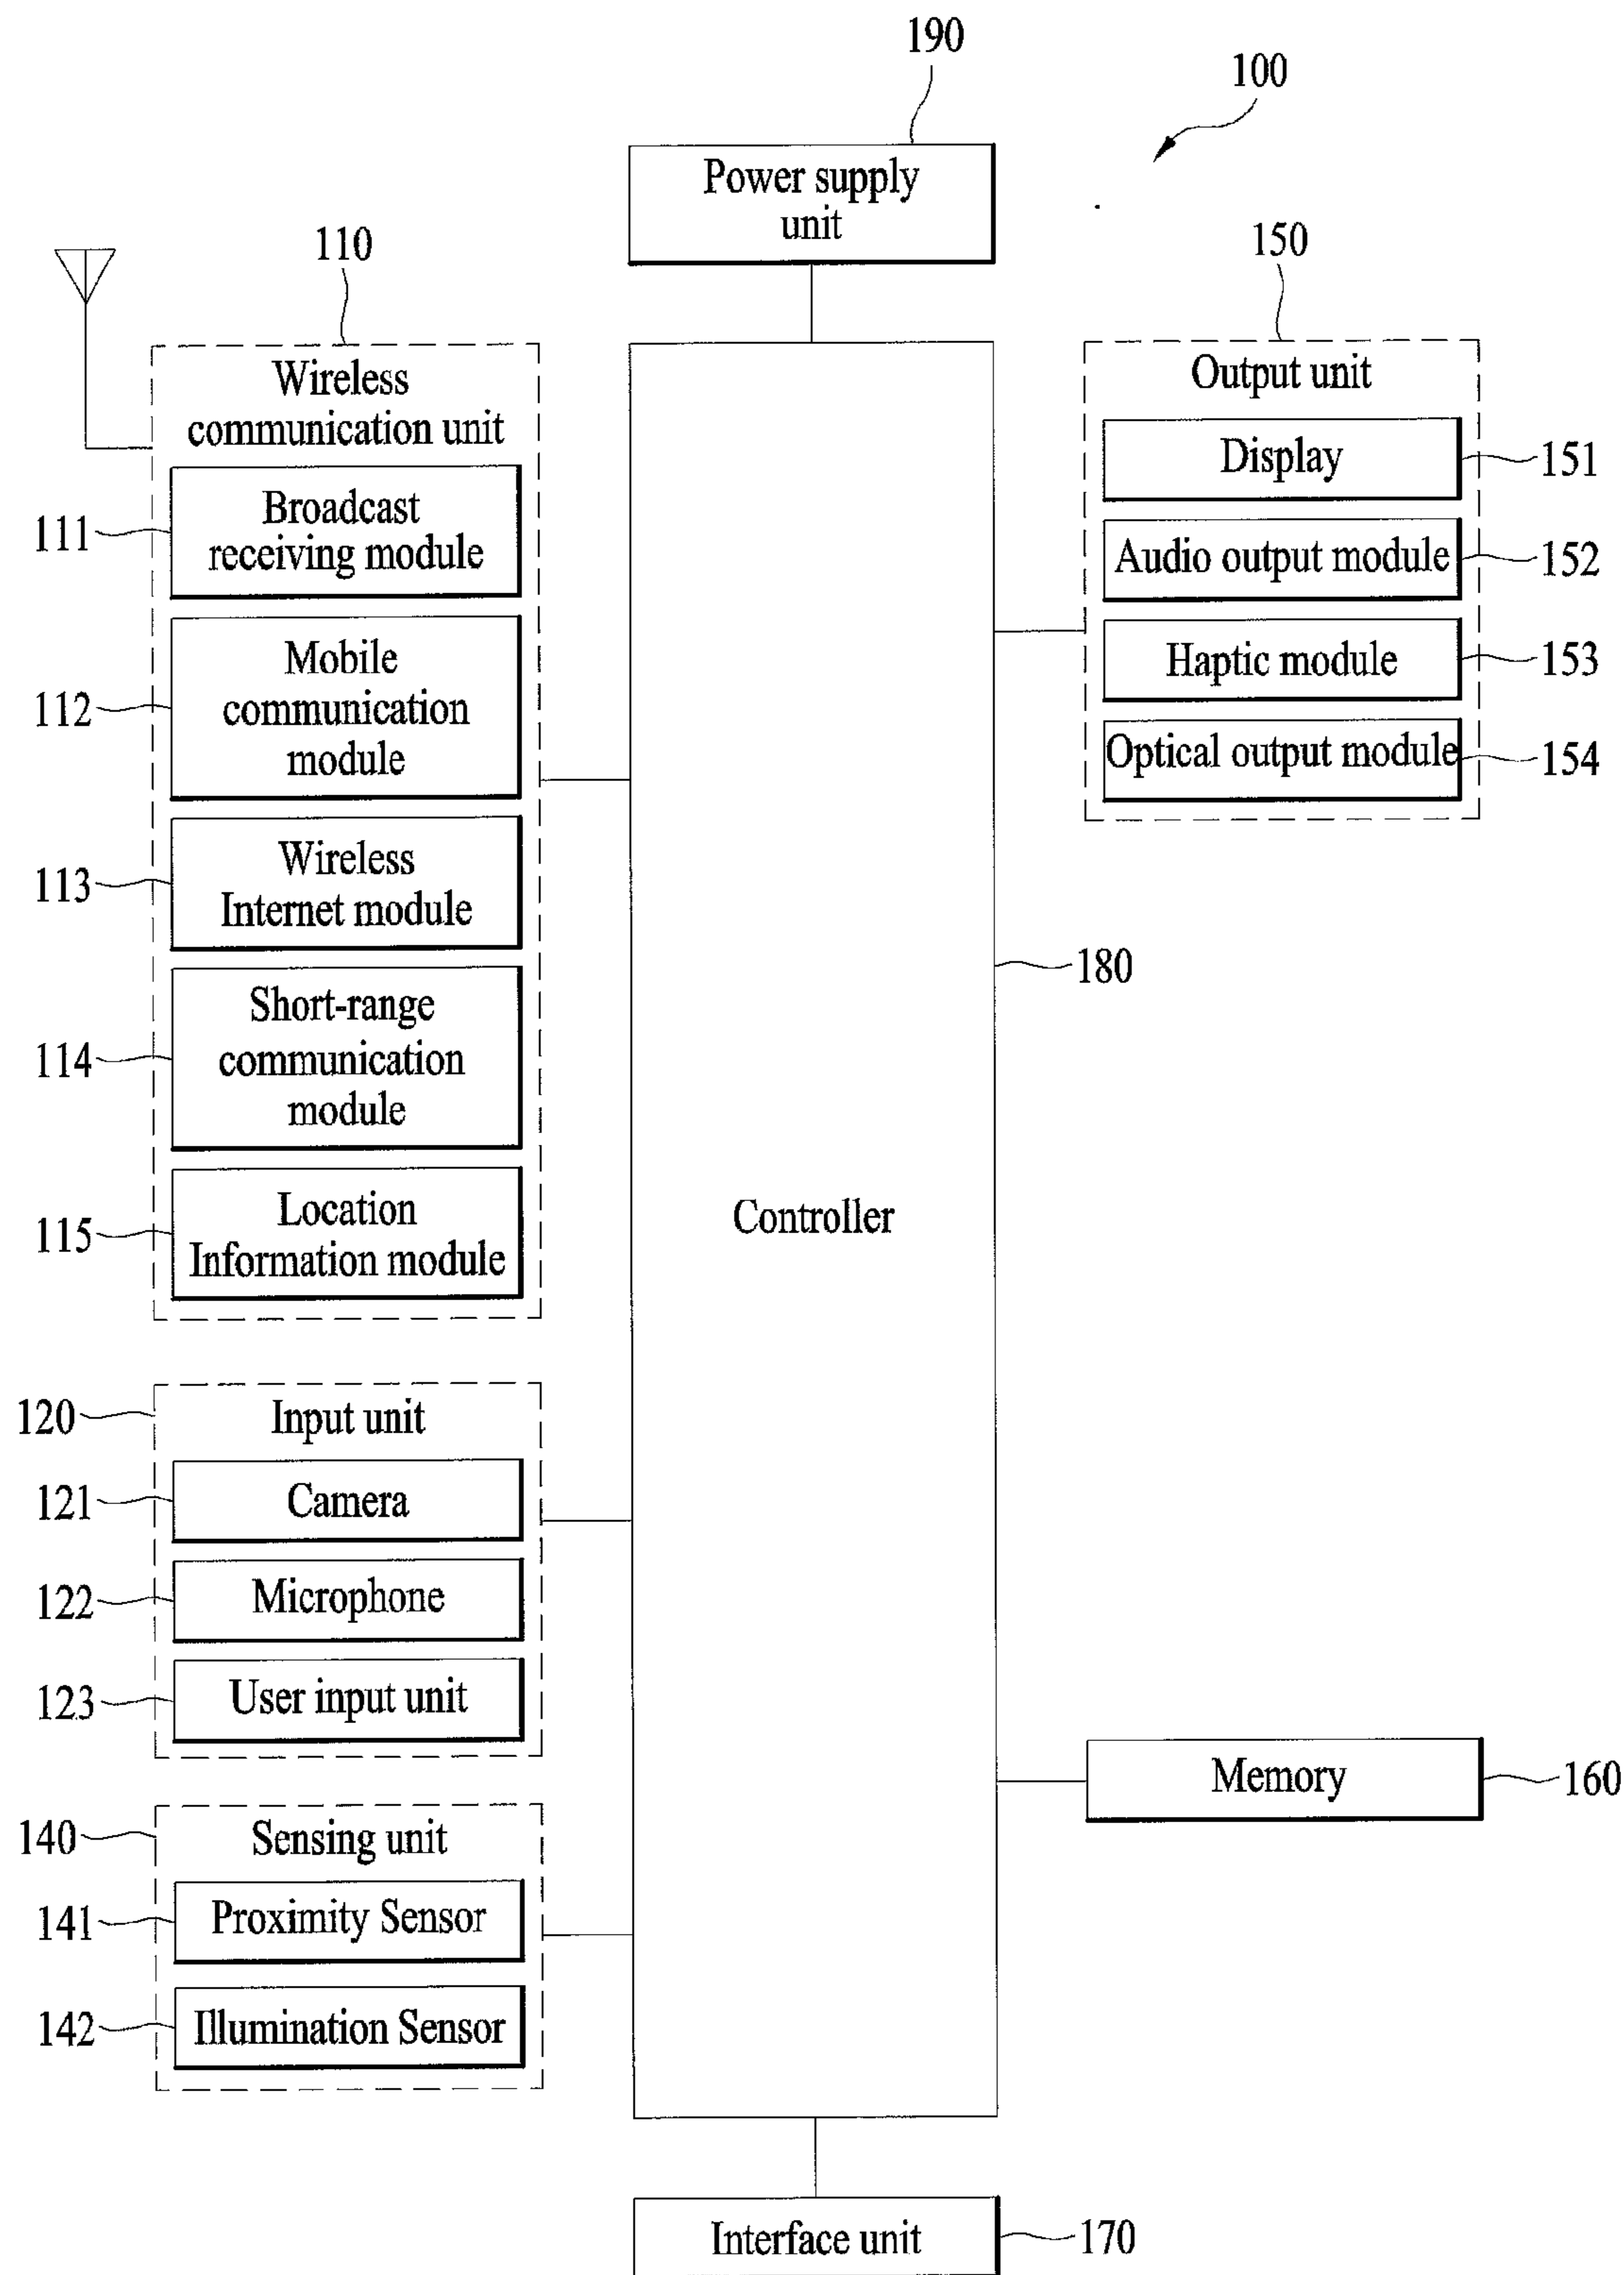 190
100
Power supply
unit
110
150
Wireless
communication unit
Output unit
Display
151
111
Broadcast
receiving module
Audio output module
152
112
Mobile
communication
module
Haptic module
153
Optical output module
154
113
Wireless
Internet module
180
114
Short-range
communication
module
115
Location
Information module
Controller
120
Input unit
121
Camera
122
Microphone
123
User input unit
Memory
160
140
Sensing unit
141
Proximity Sensor
142
Illumination Sensor
Interface unit
170